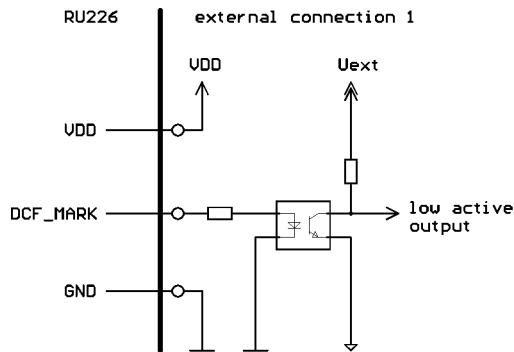 RU226
external connection 1
VDD
Uext
VDD
DCF_MARK
low active
output
GND